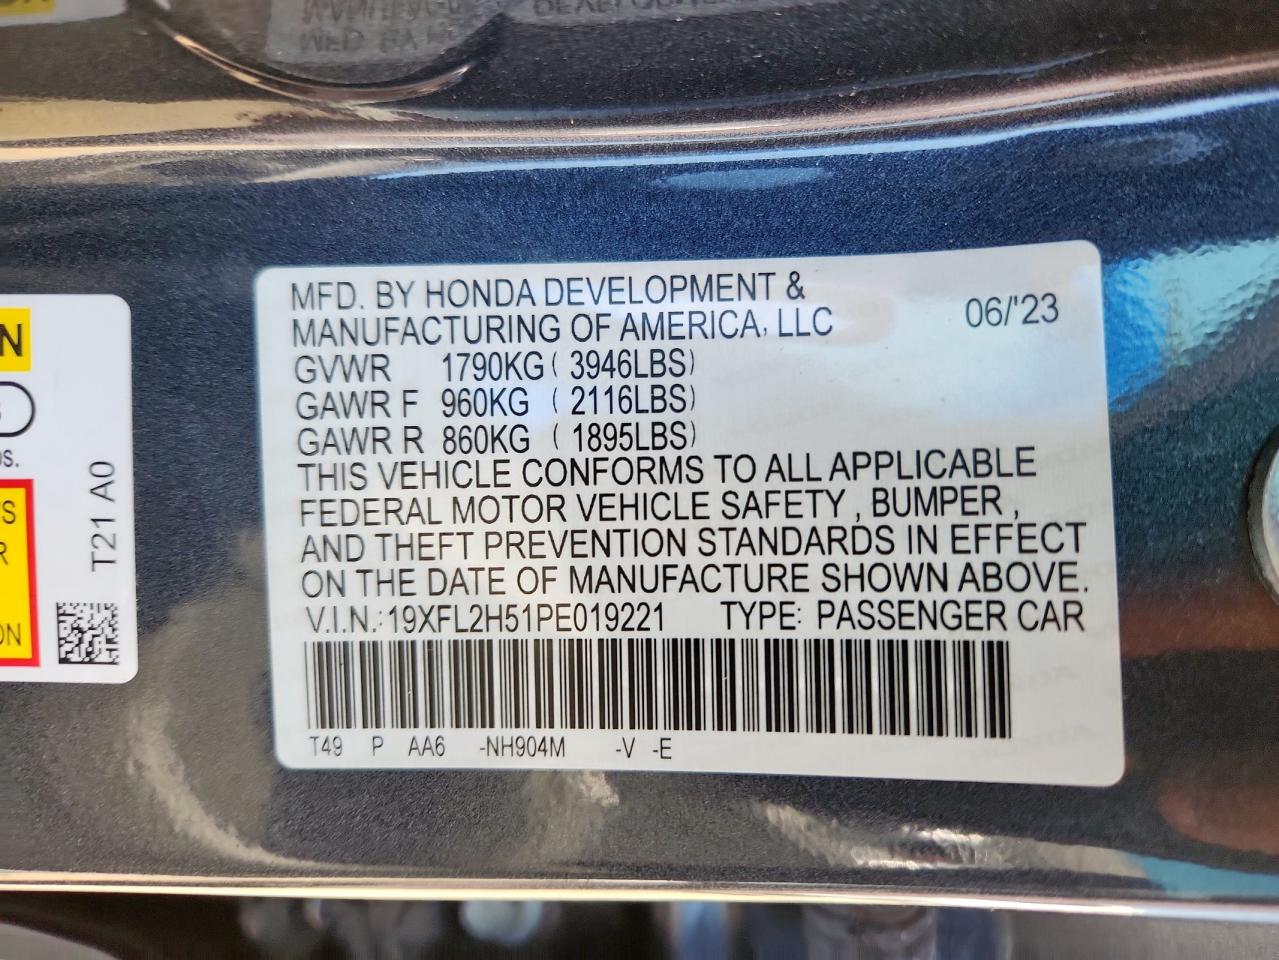 MFD. BY HONDA DEVELOPMENT &
MANUFACTURING OF AMERICA, LLC 06/'23
GVWR 1790KG ( 3946LBS)
GAWR F 960KG ( 2116LBS)
GAWR R 860KG ( 1895LBS)
THIS VEHICLE CONFORMS TO ALL APPLICABLE
FEDERAL MOTOR VEHICLE SAFETY , BUMPER ,
AND THEFT PREVENTION STANDARDS IN EFFECT
ON THE DATE OF MANUFACTURE SHOWN ABOVE.
V.I.N.: 19XFL2H51PE019221 TYPE: PASSENGER CAR
T49 P AA6 -NH904M -V -E
T21 A0